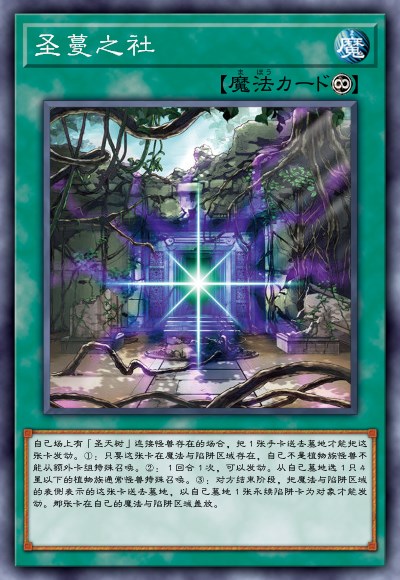 圣蔓之社
魔
【魔法カード】
まほう
自己场上有「圣天树」连接怪兽存在的场合,把1张手卡送去墓地才能把这
张卡发动。①:只要这张卡在魔法与陷阱区域存在,自己不是植物族怪兽不
能从额外卡组特殊召唤。②:1回合1次,可以发动。从自己墓地选1只4
星以下的植物族通常怪兽特殊召唤。③:对方结束阶段,把魔法与陷阱区域
的表侧表示的这张卡送去墓地,以自己墓地1张永续陷阱卡为对象才能发
动。那张卡在自己的魔法与陷阱区域盖放。